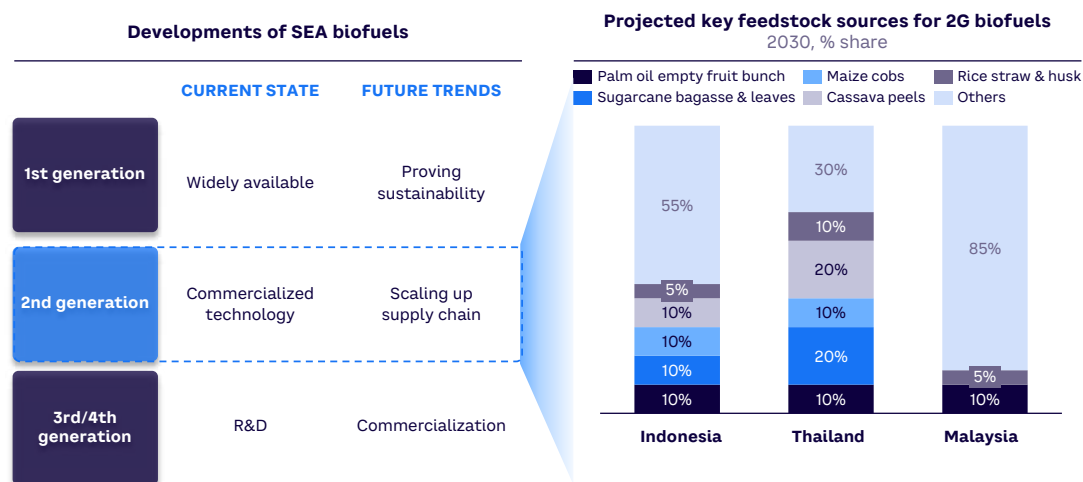 Developments of SEA biofuels
CURRENT STATE
FUTURE TRENDS
1st generation
Widely available
Proving
sustainability
2nd generation
Commercialized
technology
Scaling up
supply chain
3rd/4th
generation
R&D
Commercialization
Projected key feedstock sources for 2G biofuels
2030, % share
Palm oil empty fruit bunch
Maize cobs
Rice straw & husk
Sugarcane bagasse & leaves
Cassava peels
Others
55%
5%
10%
10%
10%
10%
30%
10%
20%
10%
20%
10%
85%
5%
10%
Indonesia
Thailand
Malaysia